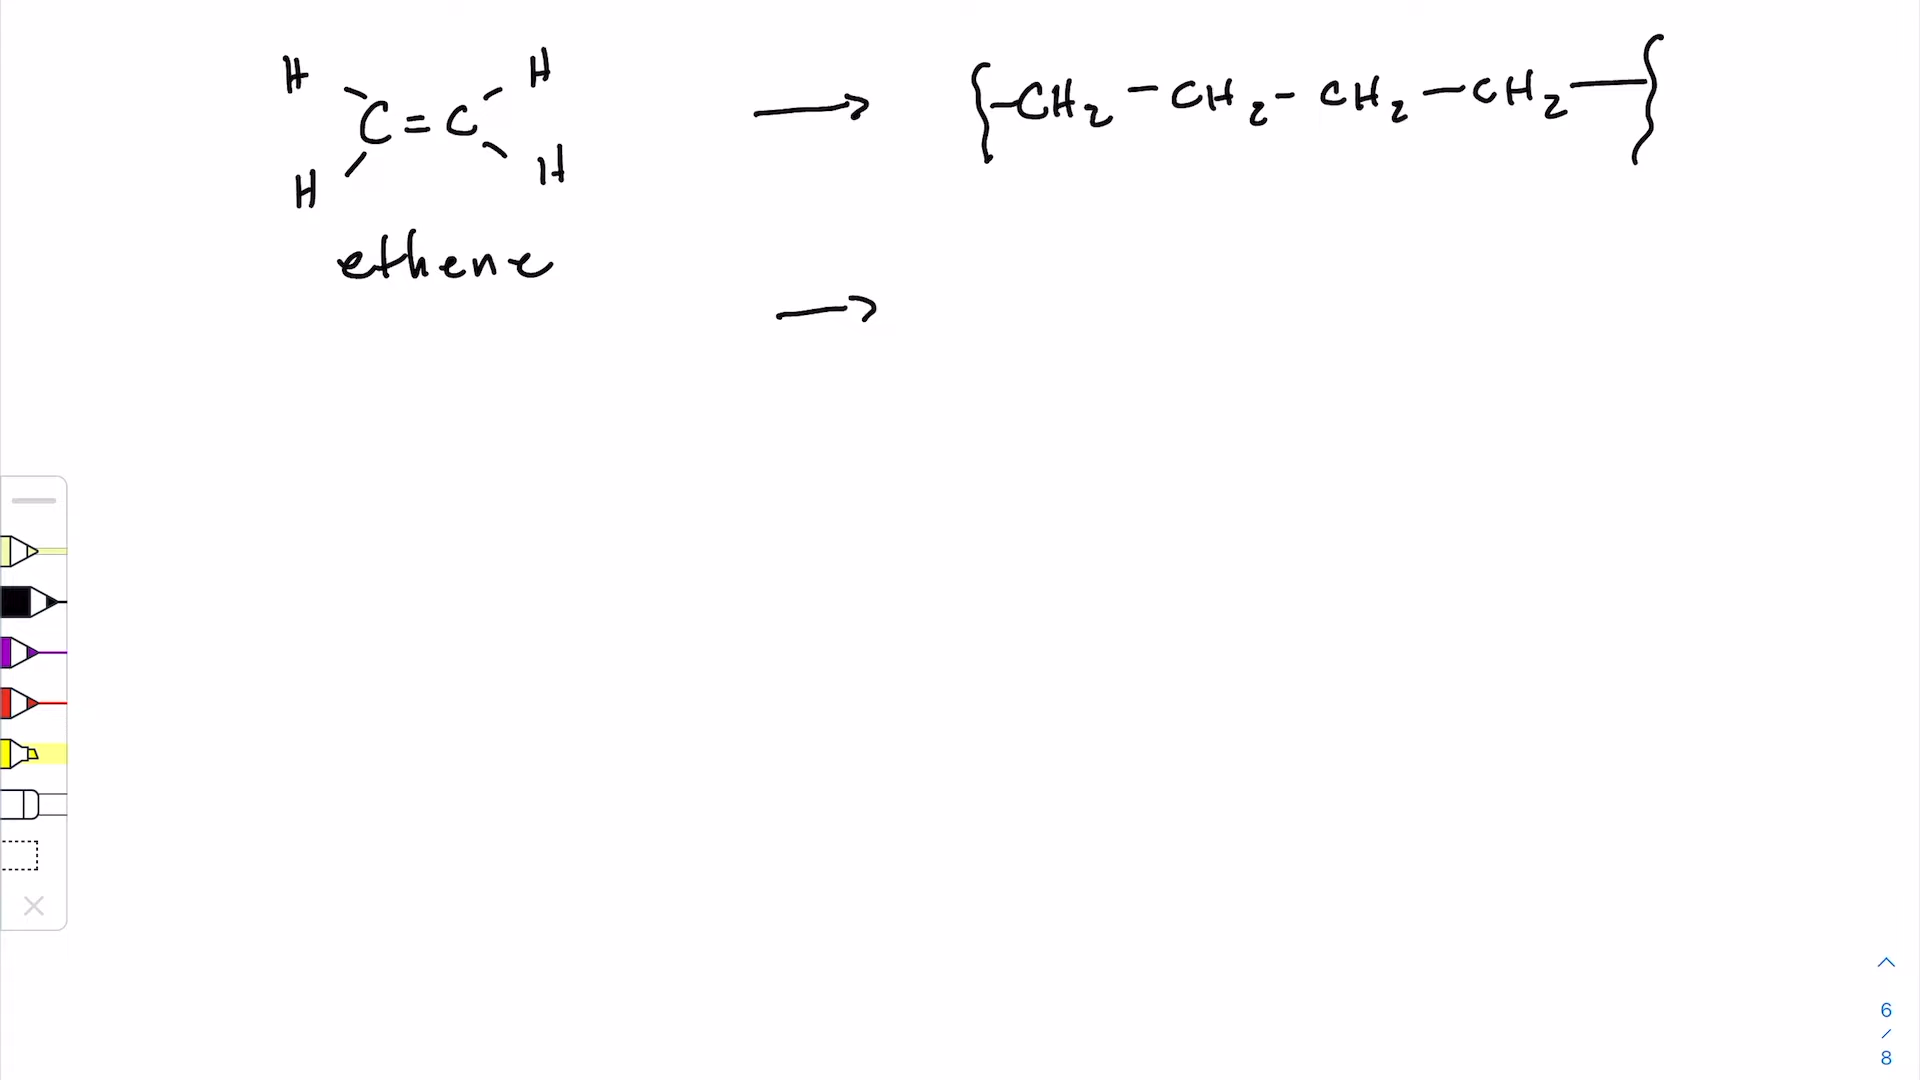 H H
C=C → {-CH₂-CH₂-CH₂-CH₂-}
H H
ethene
→
6
/
8